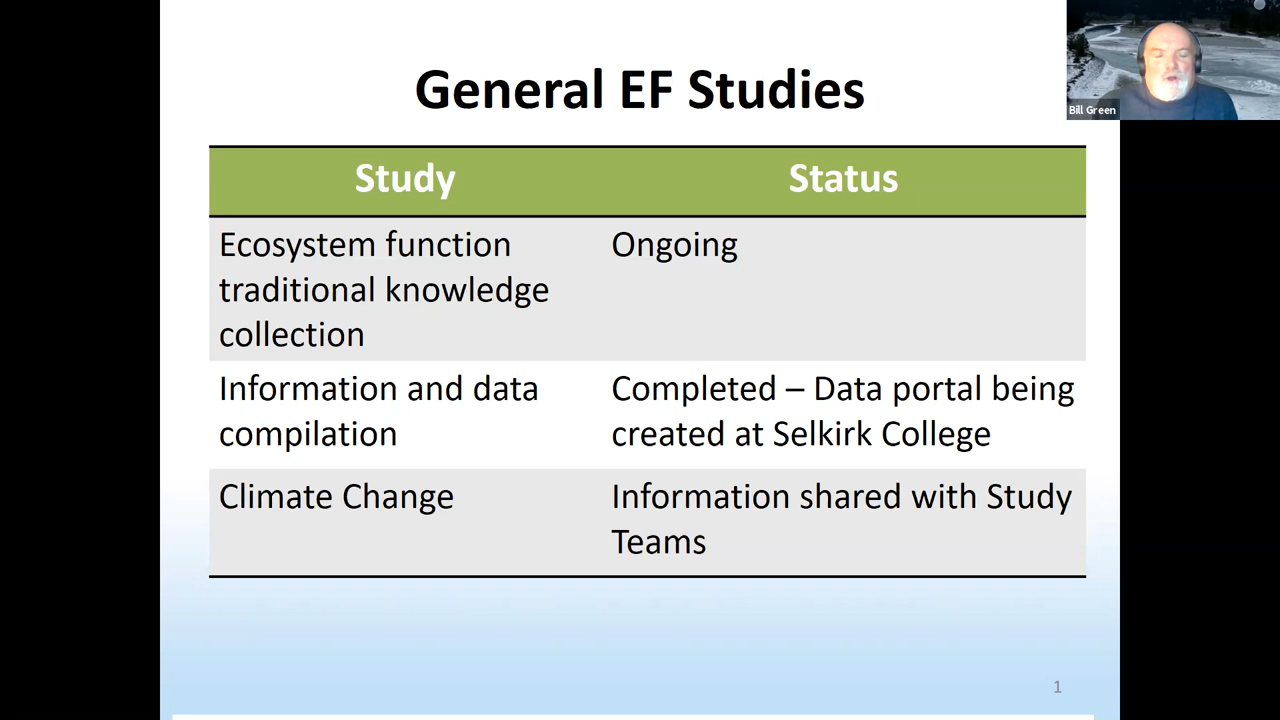 General EF Studies
Bill Green
Study Status
Ecosystem function Ongoing
traditional knowledge
collection
Information and data Completed – Data portal being
compilation created at Selkirk College
Climate Change Information shared with Study
Teams
1